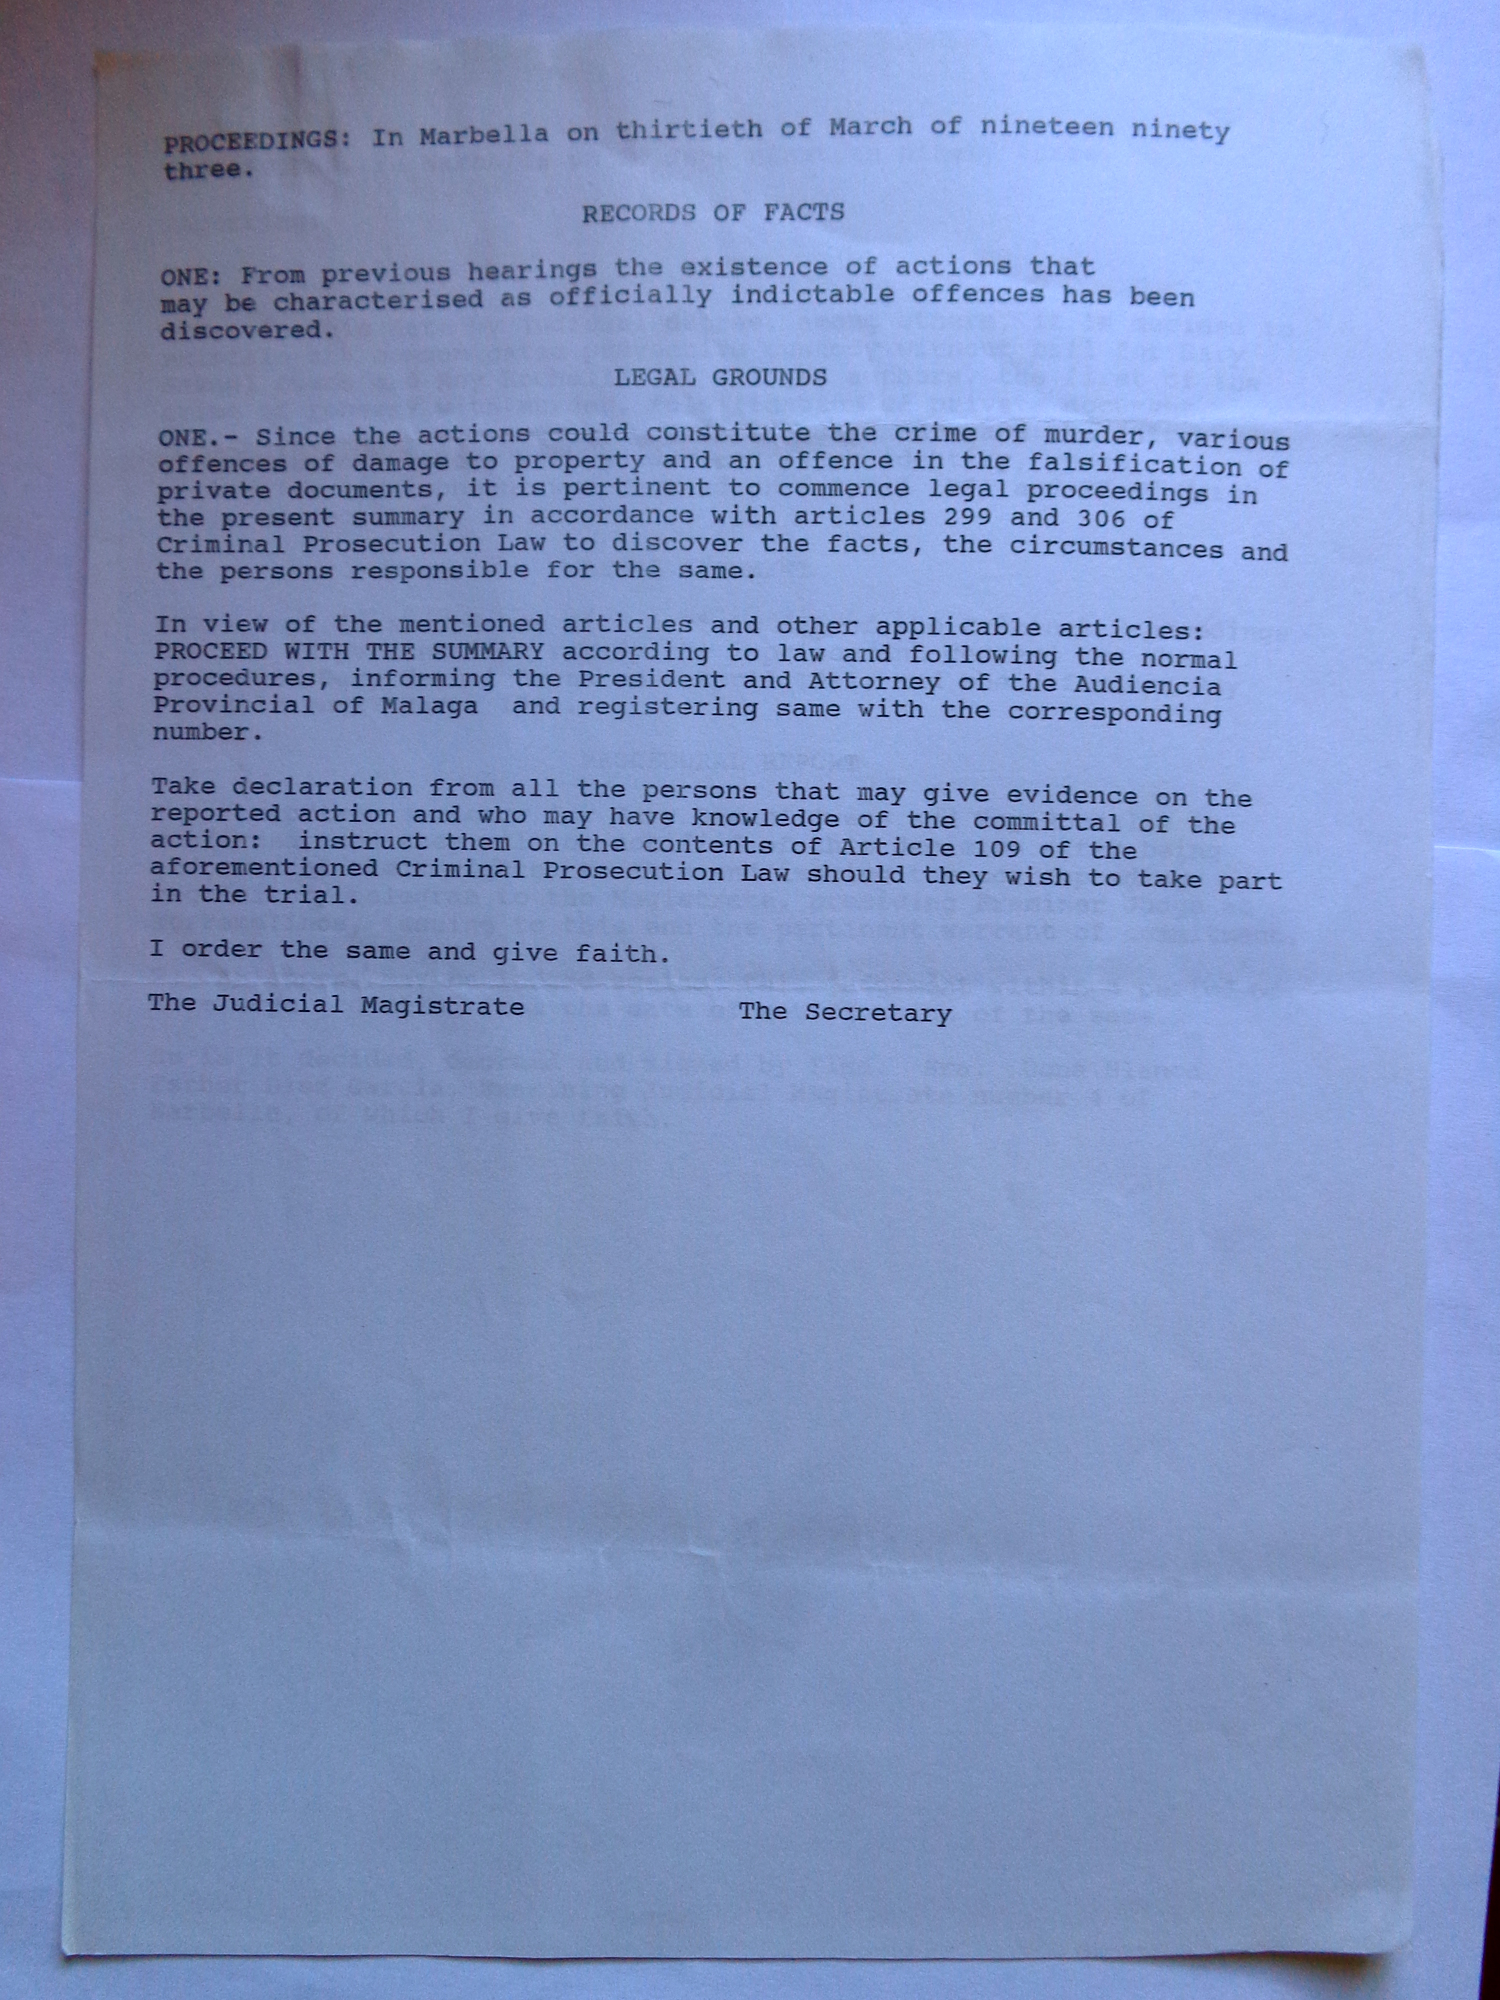 PROCEEDINGS: In Marbella on thirtieth of March of nineteen ninety
three.
RECORDS OF FACTS
ONE: From previous hearings the existence of actions that
may be characterised as officially indictable offences has been
discovered.
LEGAL GROUNDS
ONE.- Since the actions could constitute the crime of murder, various
offences of damage to property and an offence in the falsification of
private documents, it is pertinent to commence legal proceedings in
the present summary in accordance with articles 299 and 306 of
Criminal Prosecution Law to discover the facts, the circumstances and
the persons responsible for the same.
In view of the mentioned articles and other applicable articles:
PROCEED WITH THE SUMMARY according to law and following the normal
procedures, informing the President and Attorney of the Audiencia
Provincial of Malaga  and registering same with the corresponding
number.
Take declaration from all the persons that may give evidence on the
reported action and who may have knowledge of the committal of the
action:  instruct them on the contents of Article 109 of the
aforementioned Criminal Prosecution Law should they wish to take part
in the trial.
I order the same and give faith.
The Judicial Magistrate The Secretary